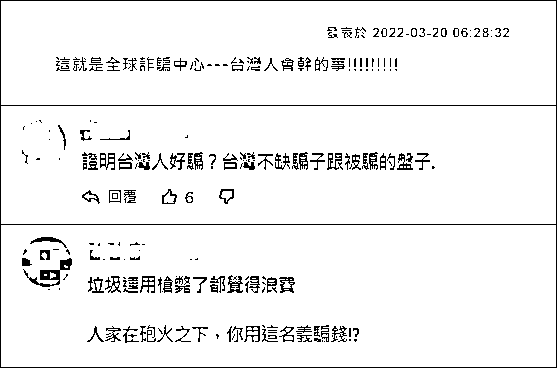 發表於 2022-03-20 06:28:32
這就是全球詐騙中心---台灣人會幹的事!!!!!!!!!
證明台灣人好騙？台灣不缺騙子跟被騙的盤子.
回覆 6
垃圾連用槍斃了都覺得浪費
人家在砲火之下，你用這名義騙錢!?